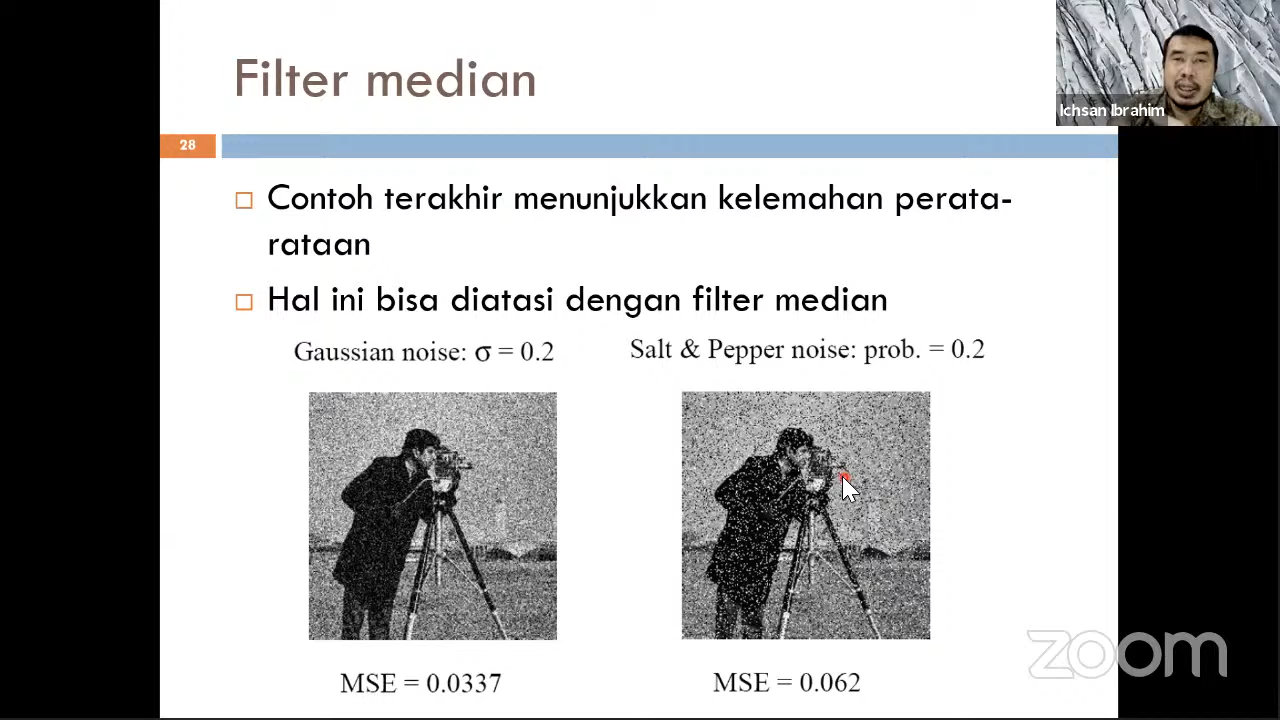 Filter median
Ichsan Ibrahim
28
Contoh terakhir menunjukkan kelemahan perata-
rataan
Hal ini bisa diatasi dengan filter median
Gaussian noise: σ = 0.2
Salt & Pepper noise: prob. = 0.2
MSE = 0.0337
MSE = 0.062
zoom